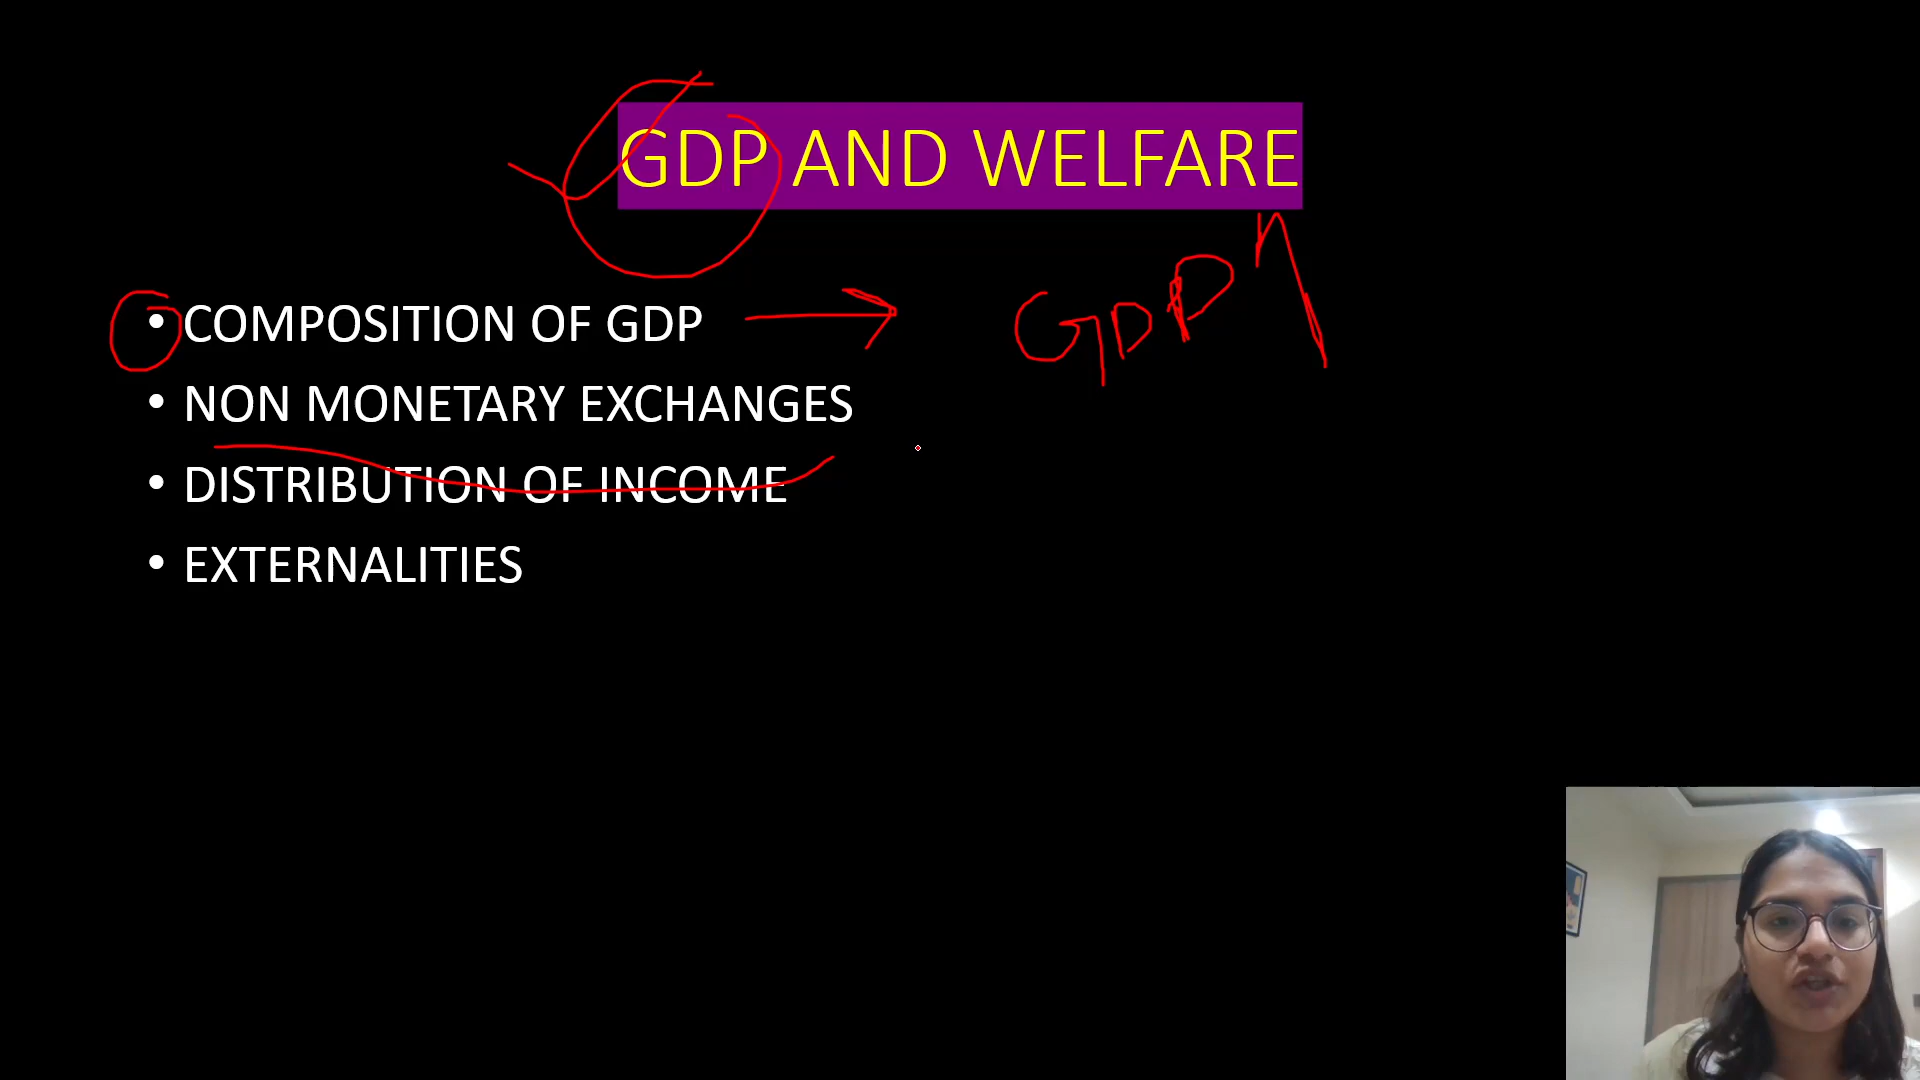 GDP AND WELFARE
• COMPOSITION OF GDP
GDP
• NON MONETARY EXCHANGES
• DISTRIBUTION OF INCOME
• EXTERNALITIES